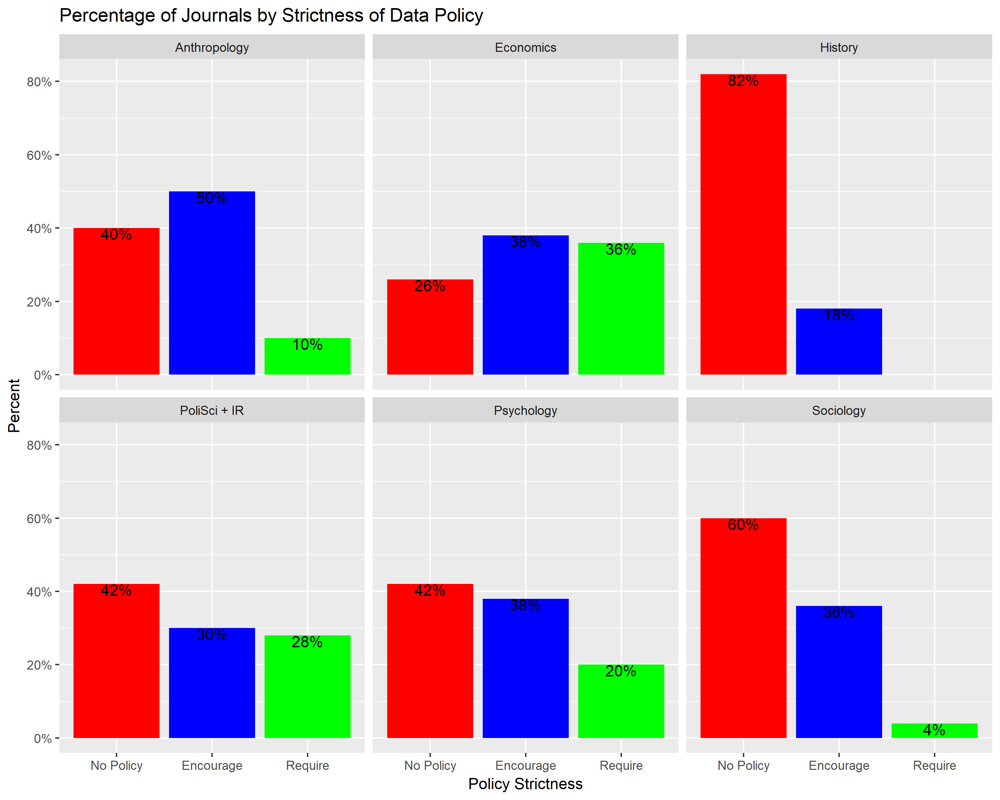 Percentage of Journals by Strictness of Data Policy
Anthropology
Economics
History
80%
60%
40%
20%
0%
40%
50%
10%
26%
38%
36%
82%
18%
PoliSci + IR
Psychology
Sociology
80%
60%
40%
20%
0%
42%
30%
28%
42%
38%
20%
60%
36%
4%
No Policy Encourage Require
No Policy Encourage Require
No Policy Encourage Require
Policy Strictness
Percent